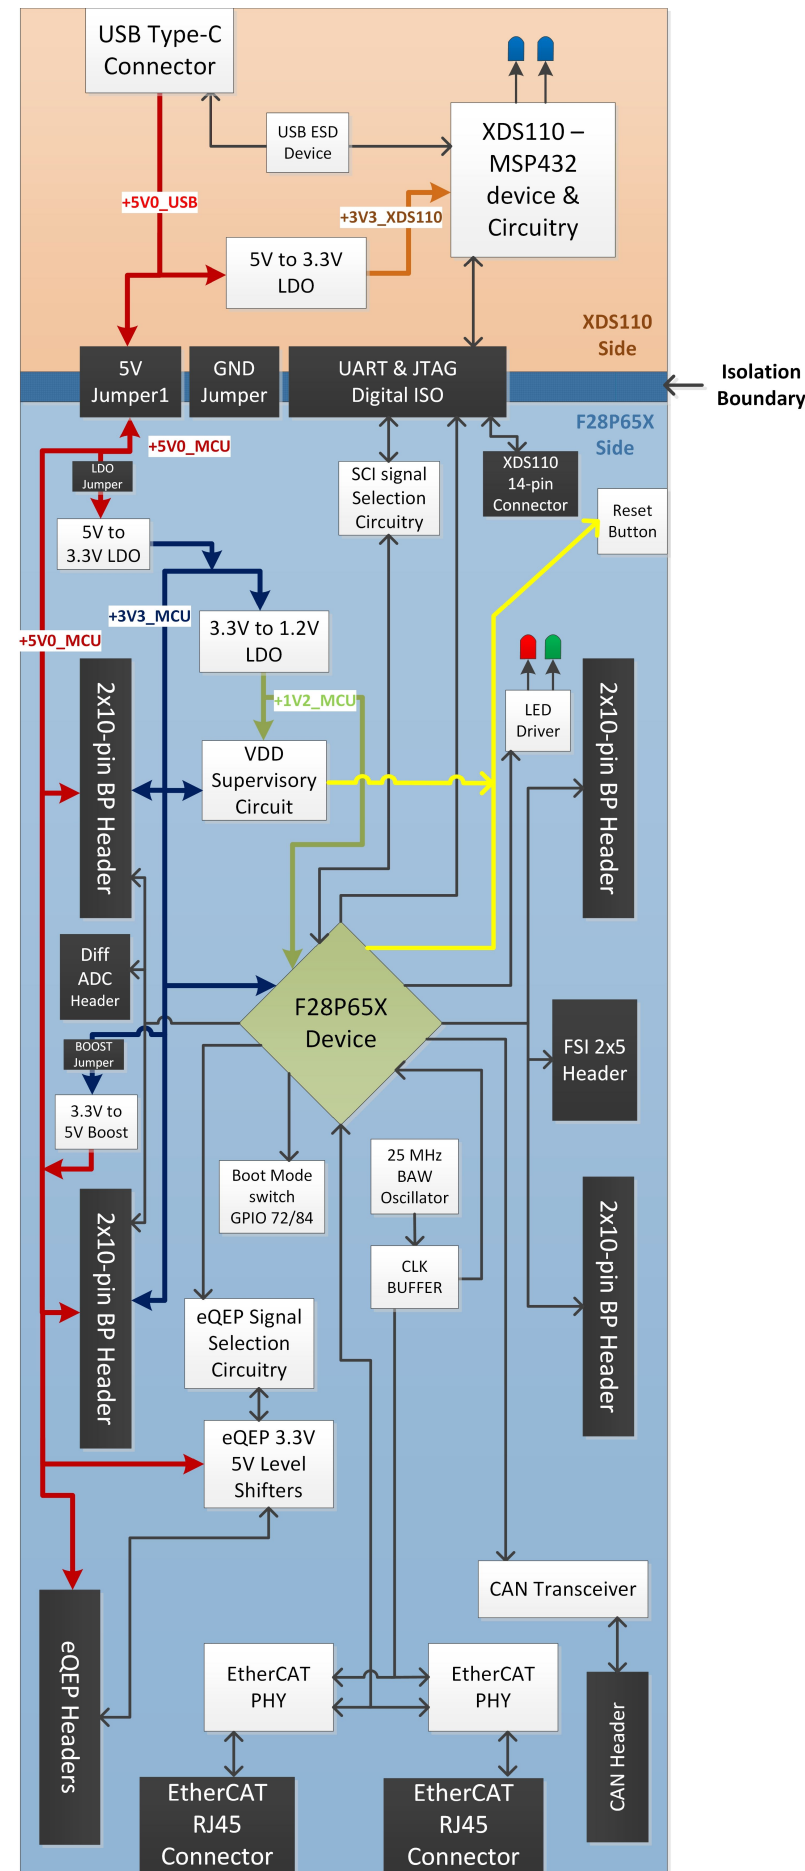 USB Type-C
Connector
USB ESD
Device
XDS110 –
MSP432
device &
Circuitry
+5V0_USB
+3V3_XDS110
5V to 3.3V
LDO
XDS110
Side
5V
Jumper1
GND
Jumper
UART & JTAG
Digital ISO
Isolation
Boundary
F28P65X
Side
+5V0_MCU
LDO
Jumper
SCI signal
Selection
Circuitry
XDS110
14-pin
Connector
Reset
Button
5V to
3.3V LDO
+3V3_MCU
+5V0_MCU
3.3V to 1.2V
LDO
+1V2_MCU
2x10-pin BP Header
VDD
Supervisory
Circuit
LED
Driver
2x10-pin BP Header
Diff
ADC
Header
F28P65X
Device
FSI 2x5
Header
BOOST
Jumper
3.3V to
5V Boost
Boot Mode
switch
GPIO 72/84
25 MHz
BAW
Oscillator
CLK
BUFFER
2x10-pin BP Header
2x10-pin BP Header
eQEP Signal
Selection
Circuitry
eQEP 3.3V
5V Level
Shifters
CAN Transceiver
eQEP Headers
EtherCAT
PHY
EtherCAT
PHY
CAN Header
EtherCAT
RJ45
Connector
EtherCAT
RJ45
Connector